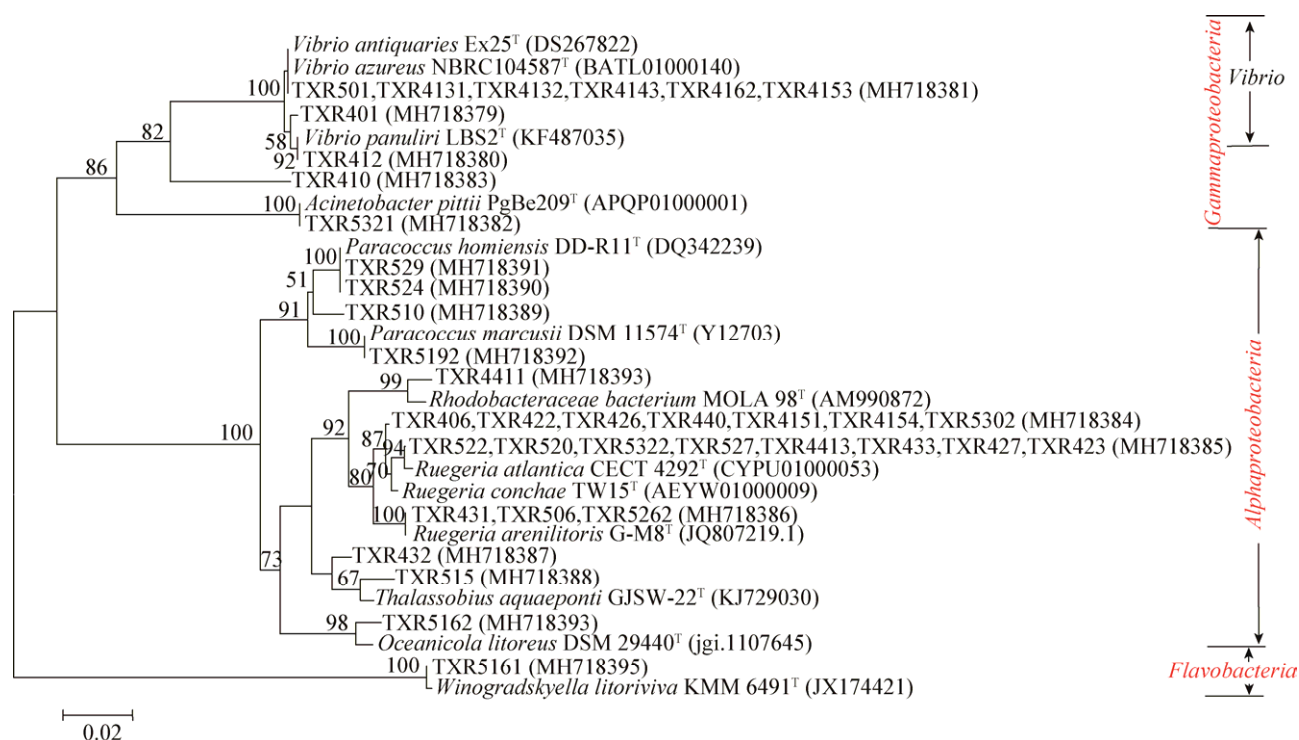 Vibrio antiquaries Ex25ᵀ (DS267822)
Vibrio azureus NBRC104587ᵀ (BATL01000140)
100
TXR501,TXR4131,TXR4132,TXR4143,TXR4162,TXR4153 (MH718381)
TXR401 (MH718379)
82
58
Vibrio panuliri LBS2ᵀ (KF487035)
92
TXR412 (MH718380)
86
TXR410 (MH718383)
100
Acinetobacter pittii PgBe209ᵀ (APQP01000001)
TXR5321 (MH718382)
Paracoccus homiensis DD-R11ᵀ (DQ342239)
100
TXR529 (MH718391)
51
TXR524 (MH718390)
91
TXR510 (MH718389)
100
Paracoccus marcusii DSM 11574ᵀ (Y12703)
TXR5192 (MH718392)
99
TXR4411 (MH718393)
Rhodobacteraceae bacterium MOLA 98ᵀ (AM990872)
92
TXR406,TXR422,TXR426,TXR440,TXR4151,TXR4154,TXR5302 (MH718384)
100
87
94
TXR522,TXR520,TXR5322,TXR527,TXR4413,TXR433,TXR427,TXR423 (MH718385)
70
Ruegeria atlantica CECT 4292ᵀ (CYPU01000053)
80
Ruegeria conchae TW15ᵀ (AEYW01000009)
100
TXR431,TXR506,TXR5262 (MH718386)
Ruegeria arenilitoris G-M8ᵀ (JQ807219.1)
73
TXR432 (MH718387)
67
TXR515 (MH718388)
Thalassobius aquaeponti GJSW-22ᵀ (KJ729030)
98
TXR5162 (MH718393)
Oceanicola litoreus DSM 29440ᵀ (jgi.1107645)
100
TXR5161 (MH718395)
Winogradskyella litoriviva KMM 6491ᵀ (JX174421)
0.02
Gammaproteobacteria
Vibrio
Alphaproteobacteria
Flavobacteria